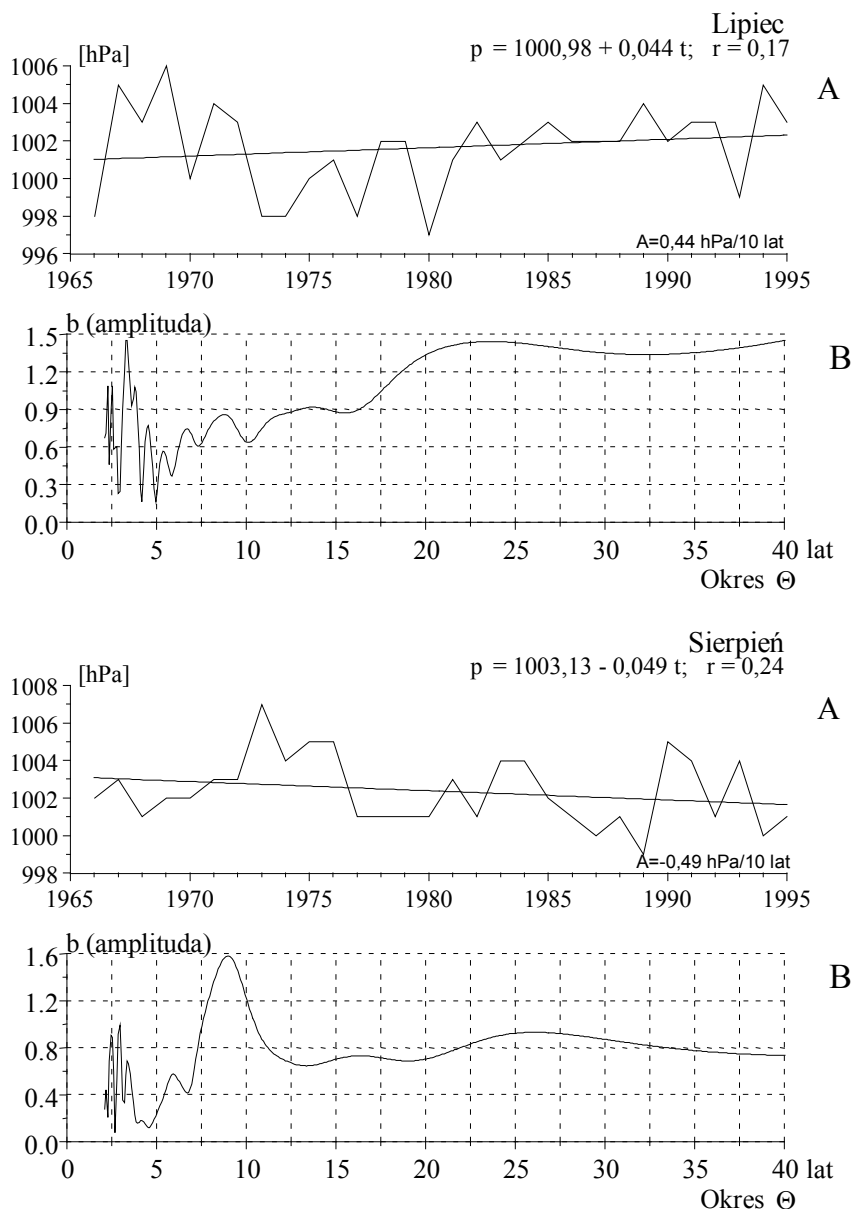 Lipiec
[hPa] p = 1000,98 + 0,044 t; r = 0,17
A
1006
1004
1002
1000
998
996
A=0,44 hPa/10 lat
1965 1970 1975 1980 1985 1990 1995
b (amplituda)
B
1.5
1.2
0.9
0.6
0.3
0.0
0 5 10 15 20 25 30 35 40 lat
Okres Θ
Sierpień
[hPa] p = 1003,13 - 0,049 t; r = 0,24
A
1008
1006
1004
1002
1000
998
A=-0,49 hPa/10 lat
1965 1970 1975 1980 1985 1990 1995
b (amplituda)
B
1.6
1.2
0.8
0.4
0.0
0 5 10 15 20 25 30 35 40 lat
Okres Θ